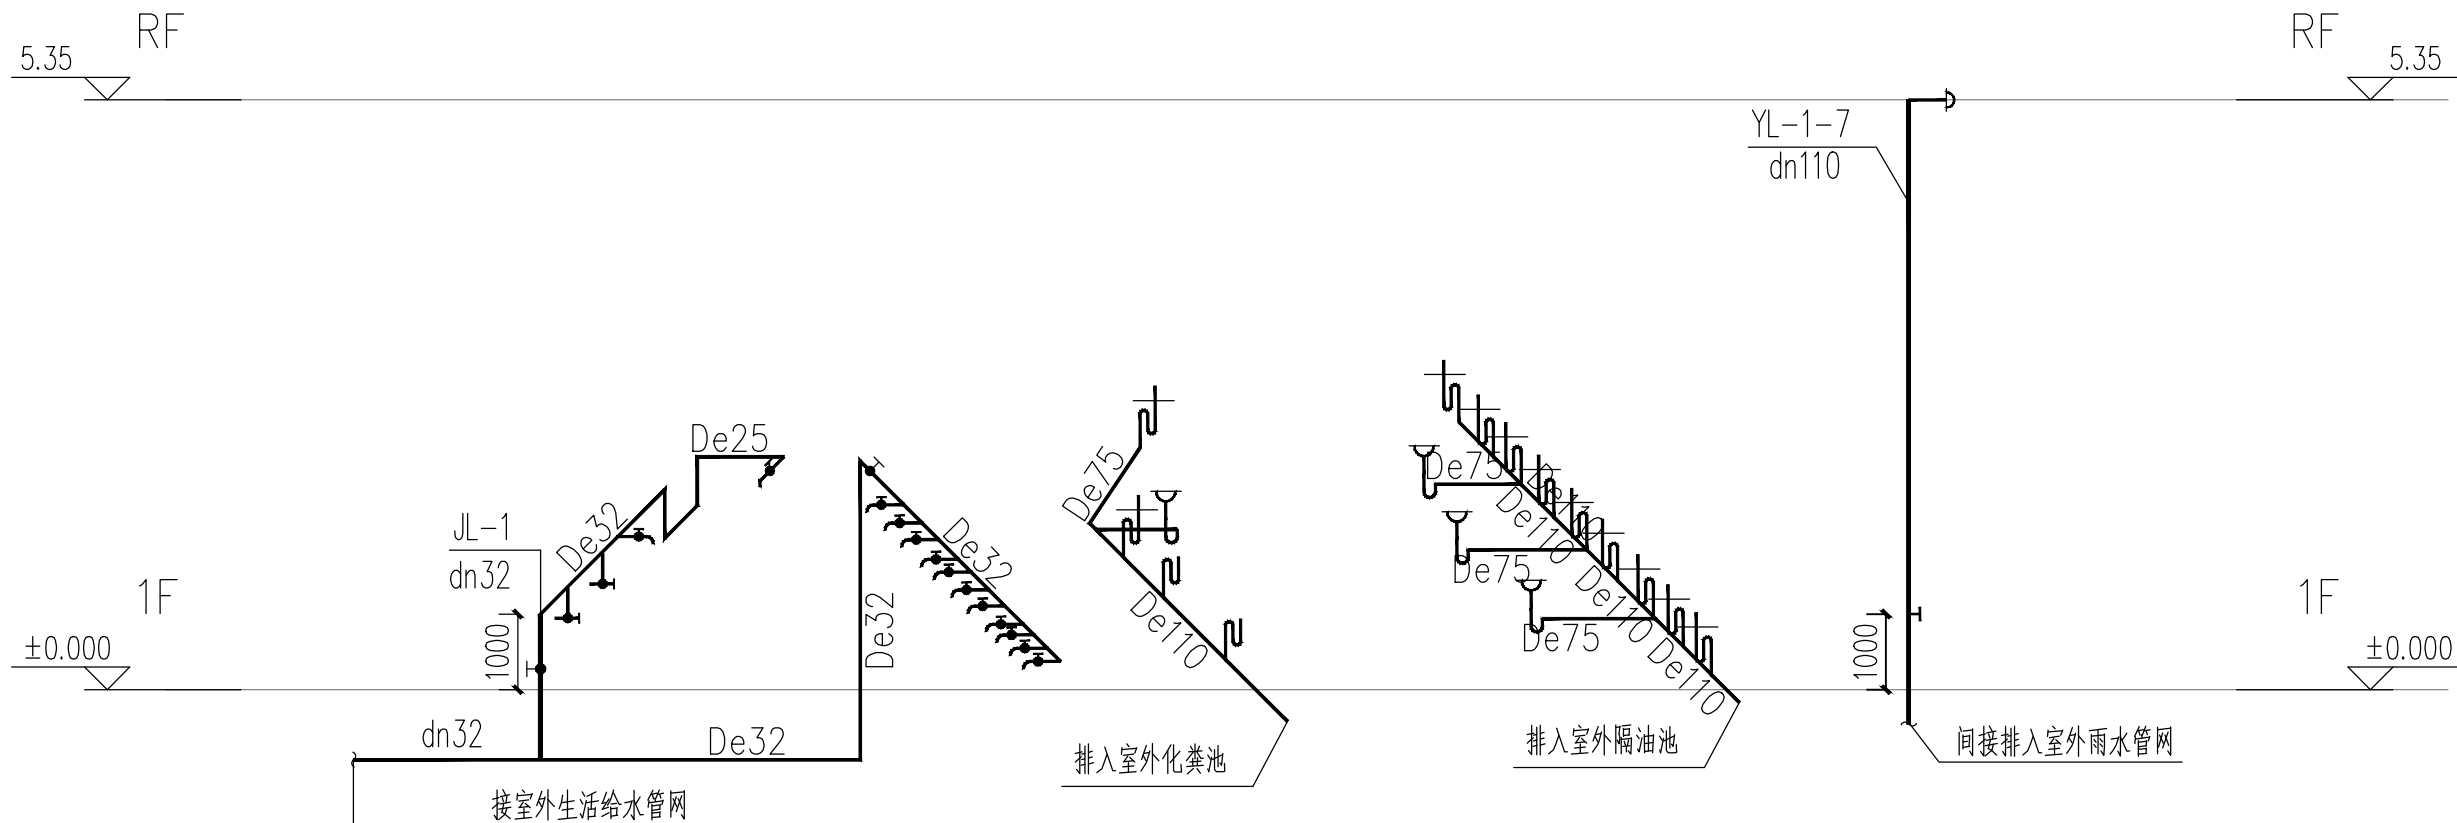 RF
5.35
RF
5.35
YL-1-7
dn110
De25
De75
De75
De110
De110
De32
De32
JL-1
dn32
De75
De110
De32
De110
De75
De110
1F
1000
±0.000
1F
1000
±0.000
dn32
De32
排入室外化粪池
排入室外隔油池
间接排入室外雨水管网
接室外生活给水管网